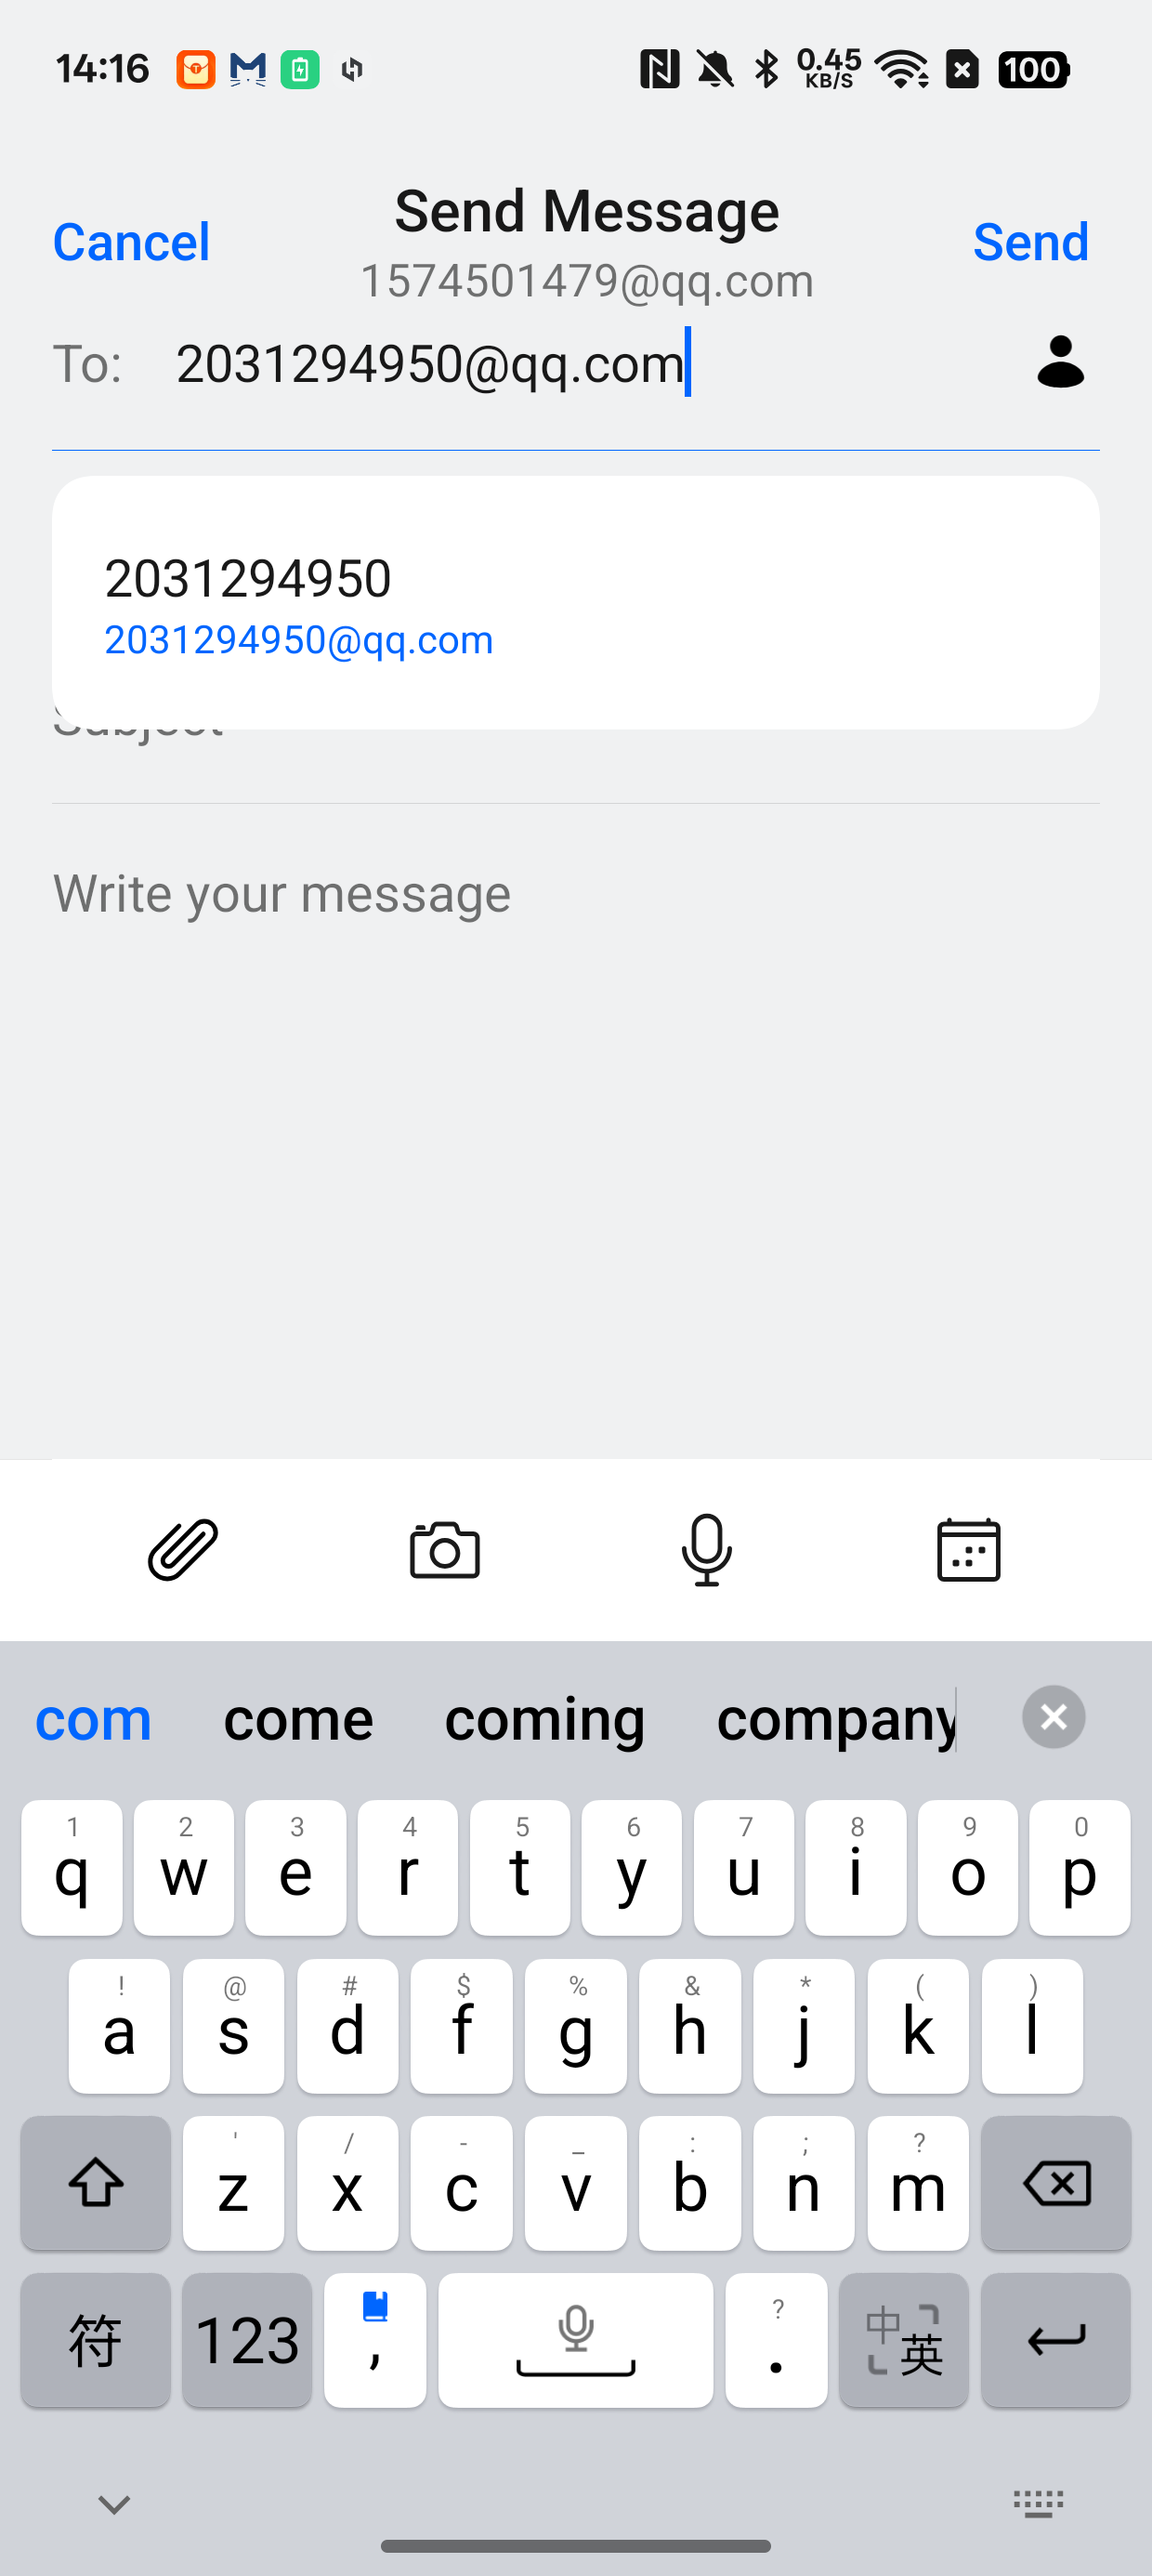 14:16 0.45 KB/S 100
Send Message
Cancel Send
1574501479@qq.com
To: 2031294950@qq.com
2031294950
2031294950@qq.com
Subject
Write your message
com come coming company
1 2 3 4 5 6 7 8 9 0
q w e r t y u i o p
! @ # $ % & * ( )
a s d f g h j k l
' / - _ : ; ?
z x c v b n m
符 123 , ? . 中 英